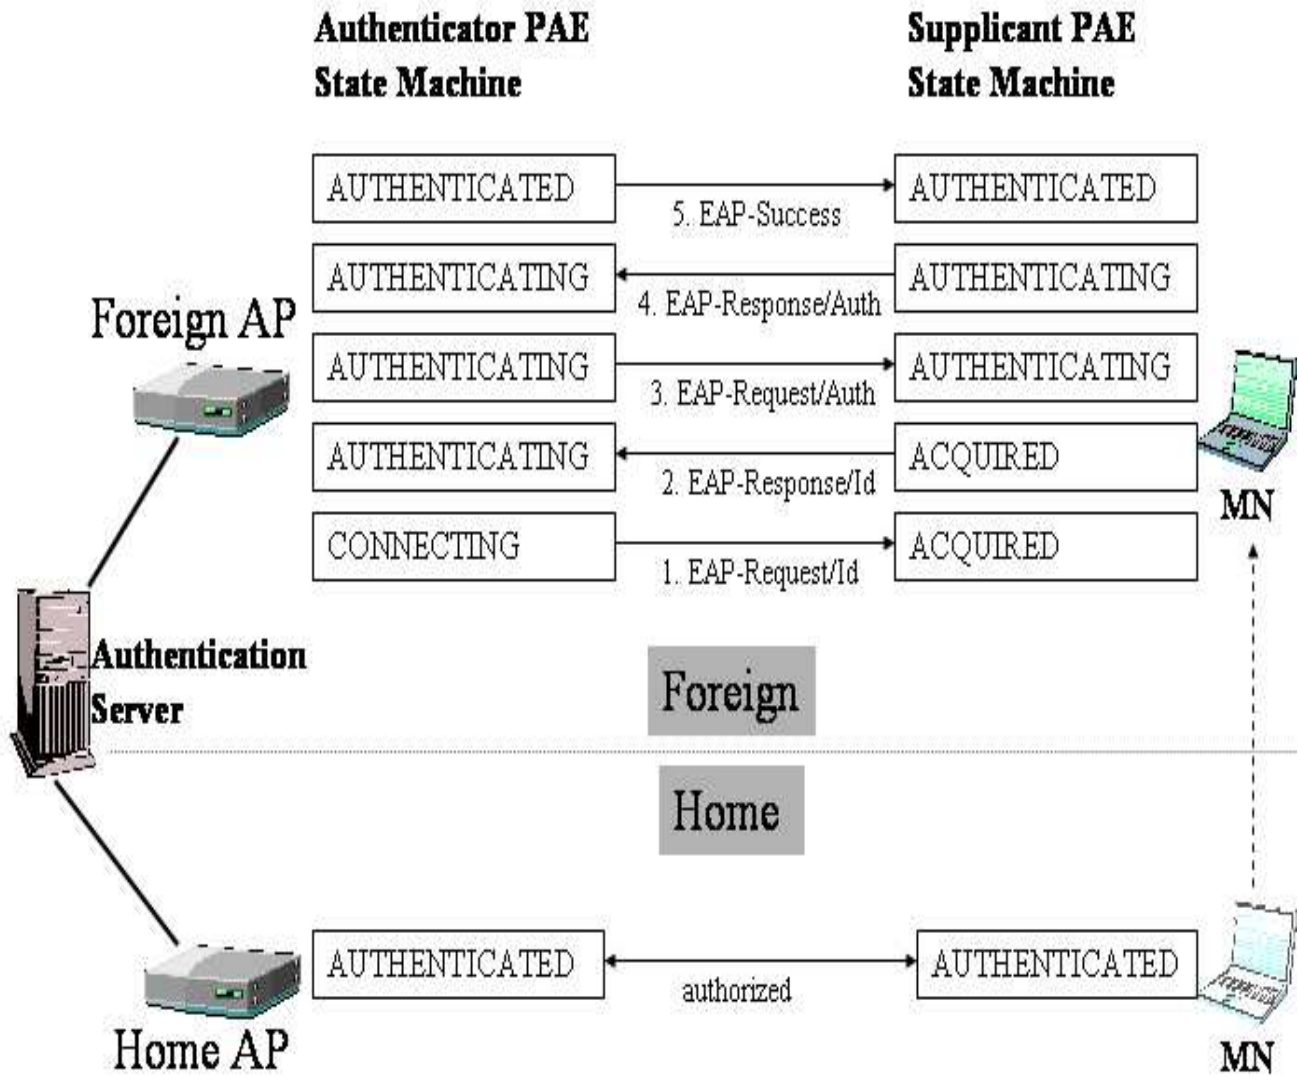 Authenticator PAE
State Machine
Supplicant PAE
State Machine
AUTHENTICATED
5. EAP-Success
AUTHENTICATED
AUTHENTICATING
4. EAP-Response/Auth
AUTHENTICATING
Foreign AP
AUTHENTICATING
3. EAP-Request/Auth
AUTHENTICATING
AUTHENTICATING
2. EAP-Response/Id
ACQUIRED
MN
CONNECTING
1. EAP-Request/Id
ACQUIRED
Authentication
Server
Foreign
Home
AUTHENTICATED
authorized
AUTHENTICATED
Home AP
MN